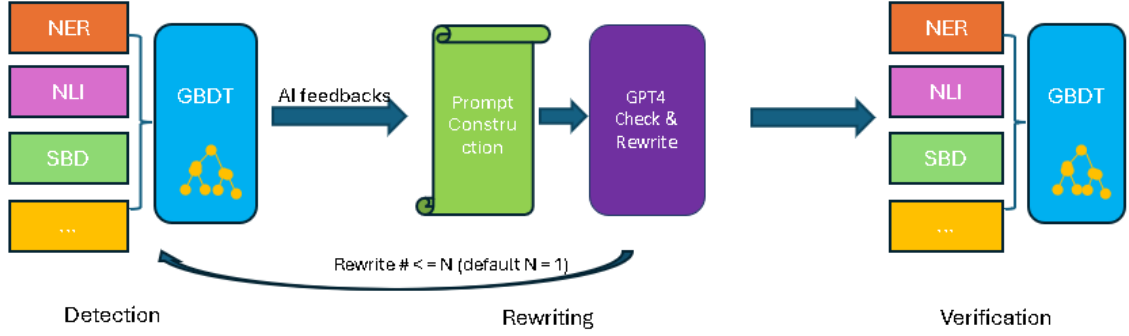 NER
NLI
SBD
...
GBDT
AI feedbacks
Prompt
Constru
ction
GPT4
Check &
Rewrite
Rewrite # < = N (default N = 1)
NER
NLI
SBD
...
GBDT
Detection
Rewriting
Verification